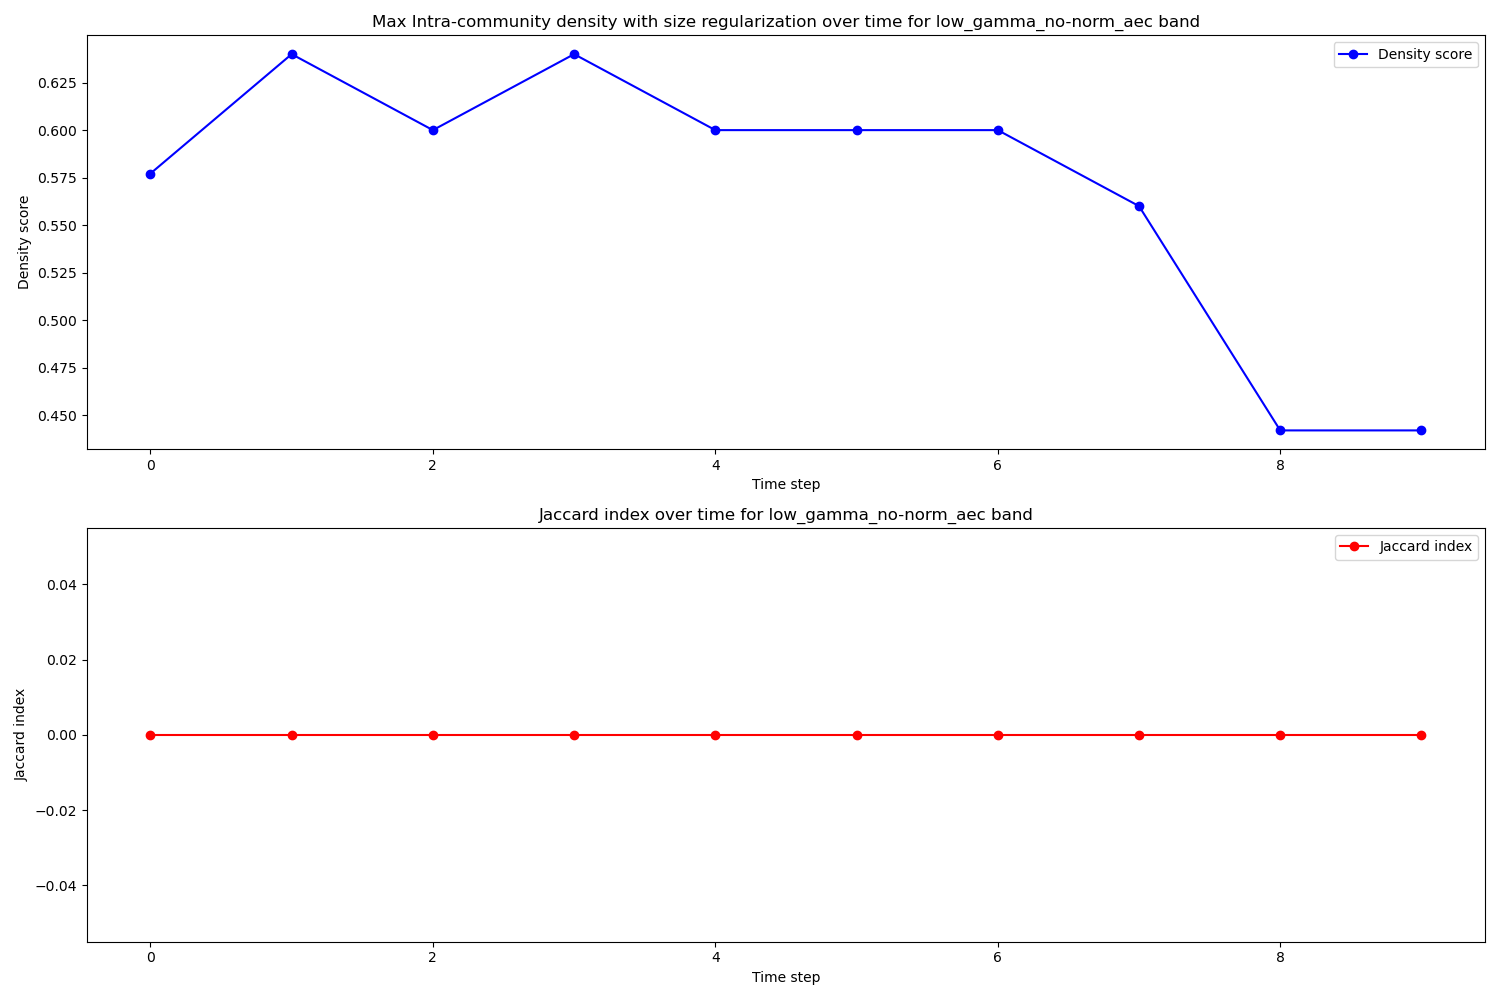 Max Intra-community density with size regularization over time for low_gamma_no-norm_aec band
Density score
0.625
0.600
0.575
0.550
0.525
0.500
0.475
0.450
Density score
0 2 4 6 8
Time step
Jaccard index over time for low_gamma_no-norm_aec band
Jaccard index
0.04
0.02
0.00
−0.02
−0.04
Jaccard index
0 2 4 6 8
Time step